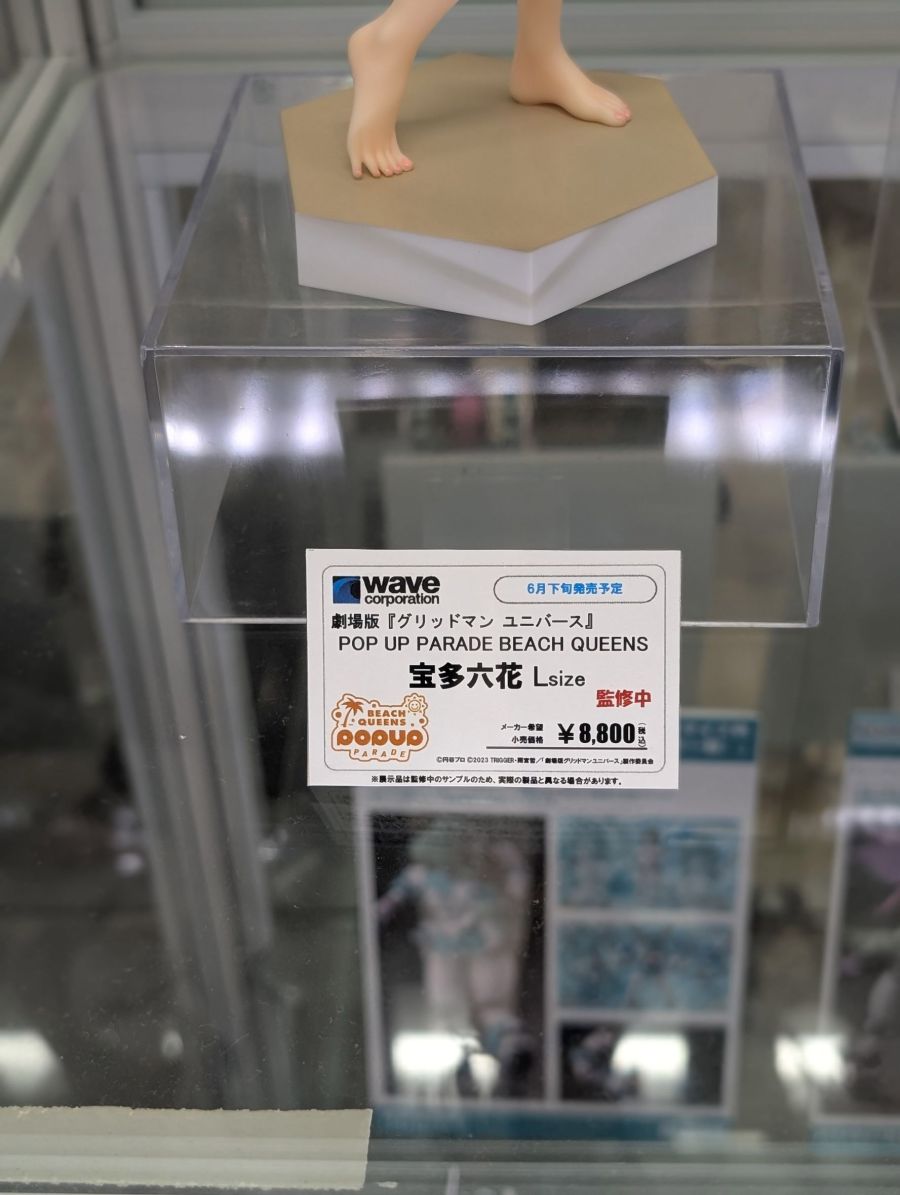 wave
corporation
6月下旬発売予定
劇場版『グリッドマン ユニバース』
POP UP PARADE BEACH QUEENS
宝多六花 Lsize
監修中
BEACH
QUEENS
POPUP
PARADE
メーカー希望
小売価格
￥8,800(税込)
©円谷プロ ©2023 TRIGGER・雨宮哲／「劇場版グリッドマンユニバース」製作委員会
※展示品は監修中のサンプルのため、実際の製品と異なる場合があります。